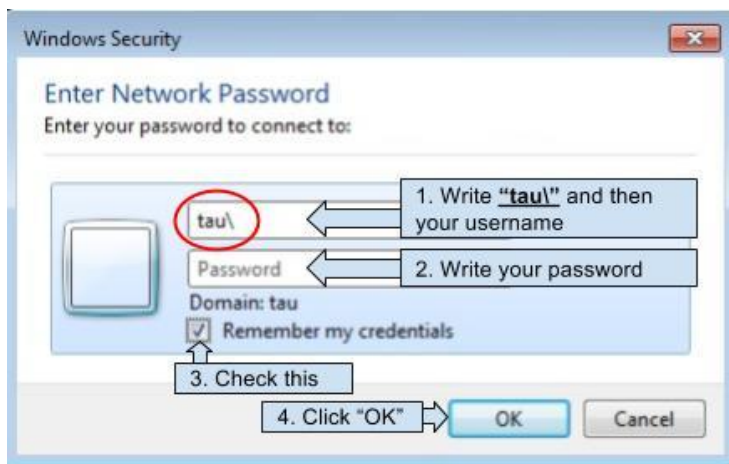 Windows Security
Enter Network Password
Enter your password to connect to:
1. Write "tau\" and then
your username
tau\
Password
2. Write your password
Domain: tau
Remember my credentials
3. Check this
4. Click "OK"
OK
Cancel